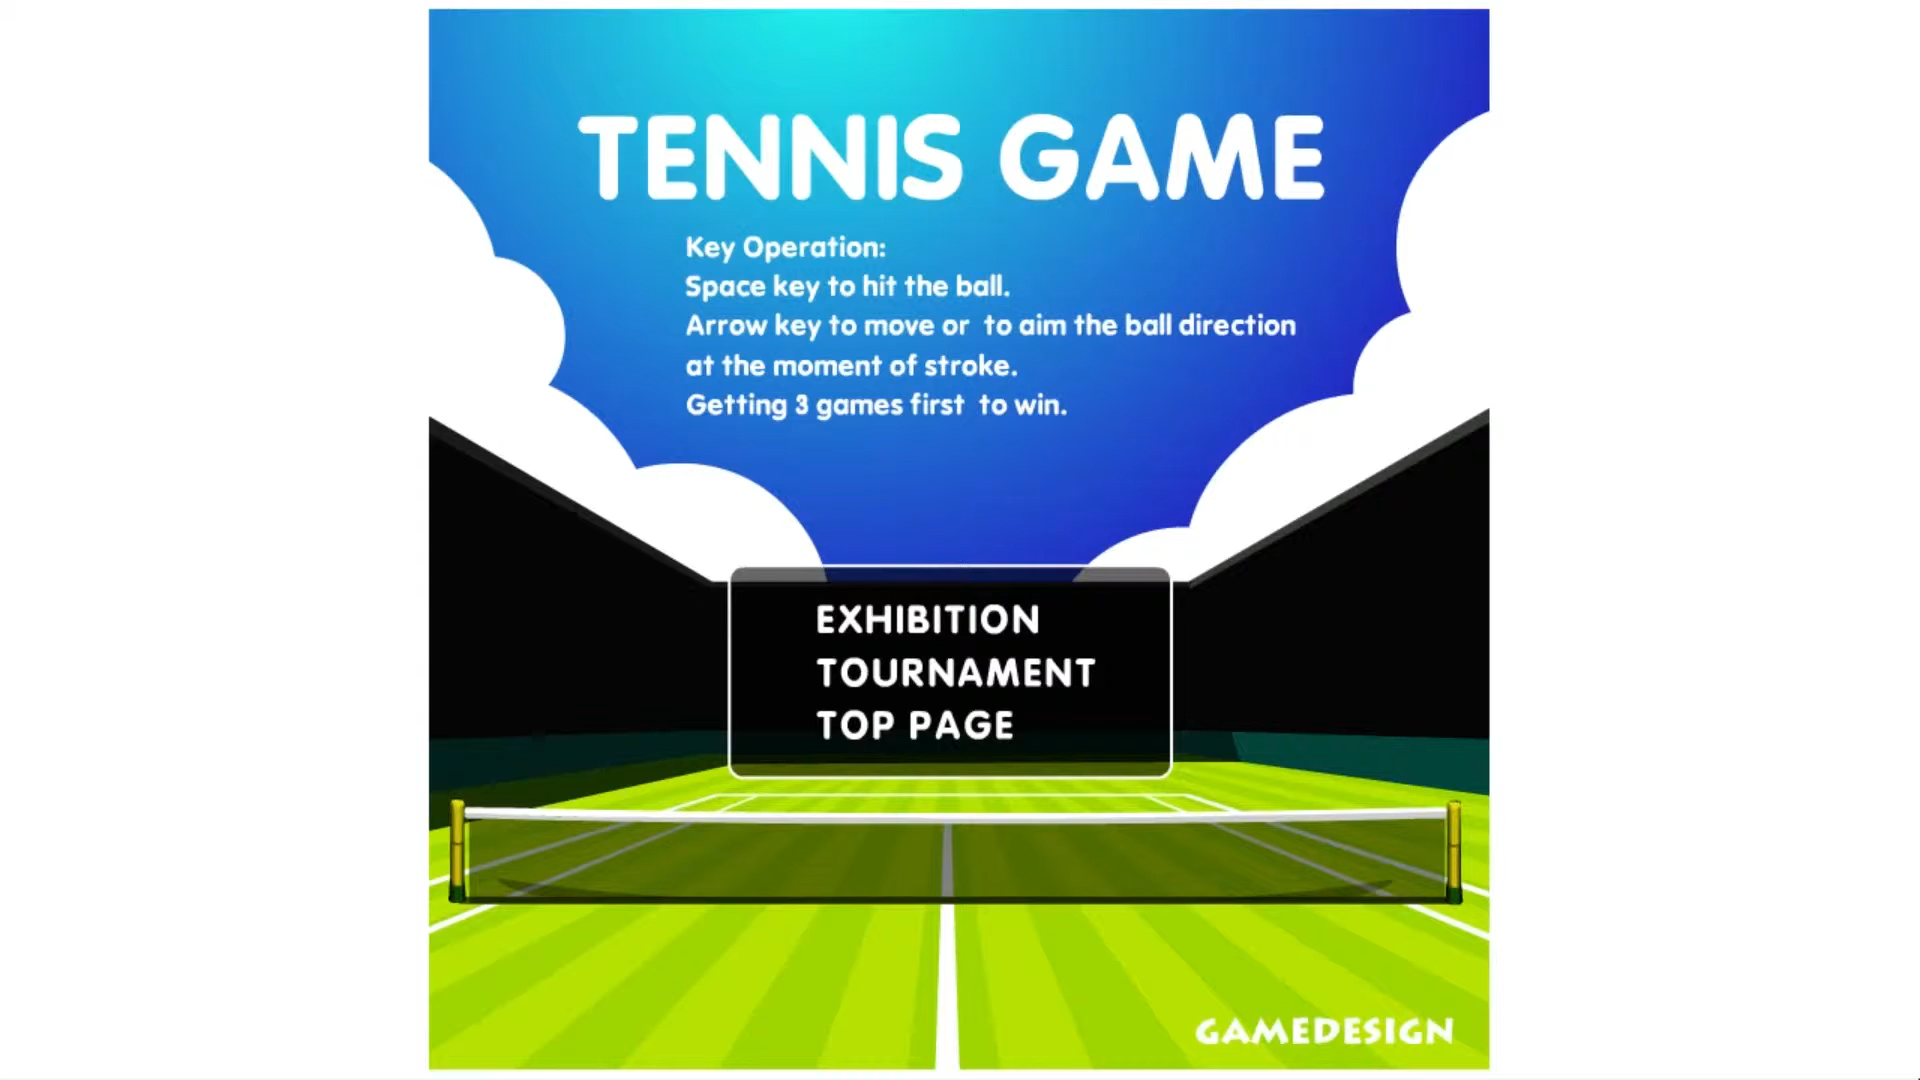 TENNIS GAME
Key Operation:
Space key to hit the ball.
Arrow key to move or to aim the ball direction
at the moment of stroke.
Getting 3 games first to win.
EXHIBITION
TOURNAMENT
TOP PAGE
GAMEDESIGN